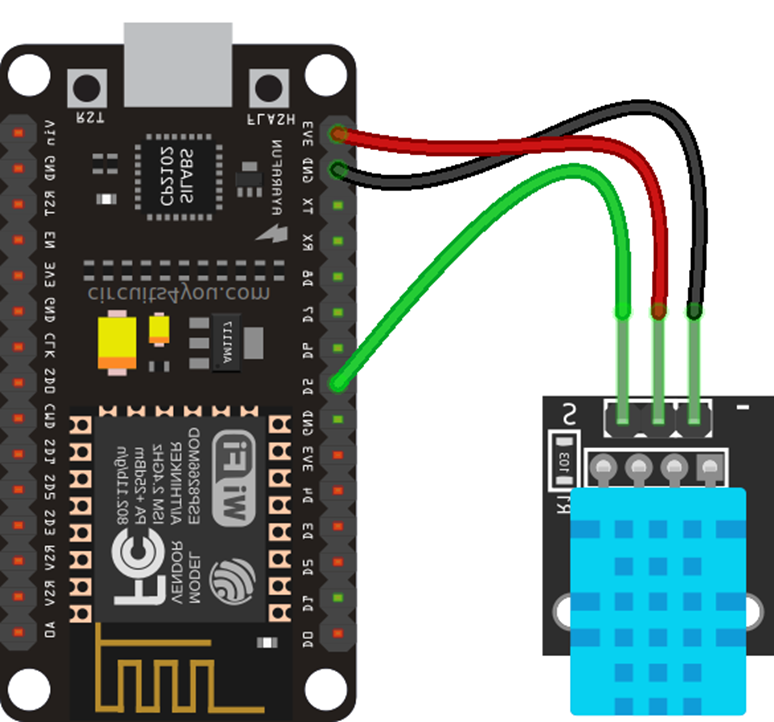 RST
FLASH
Vin
GND
RST
EN
3V3
GND
CLK
SD0
CMD
SD1
SD2
SD3
RSV
RSV
A0
CP2102
SILABS
AYARAFUN
circuits4you.com
AM1117
MODEL ESP8266MOD
VENDOR AI/THINKER
ISM 2.4GHz
PA +25dBm
802.11b/g/n
WiFi
FC
3V3
GND
TX
RX
D8
D7
D6
D5
GND
3V3
D4
D3
D2
D1
D0
S
-
103
R1